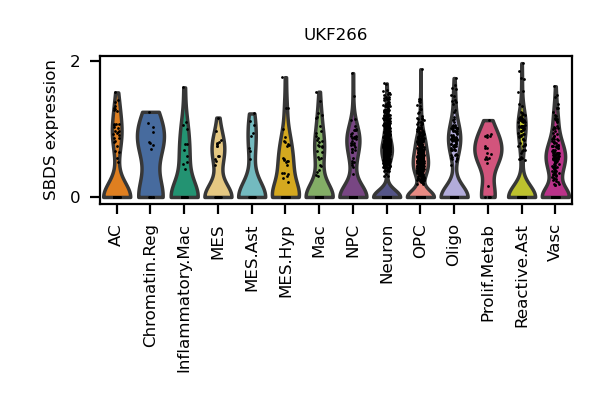 UKF266
SBDS expression
2
0
AC
Chromatin.Reg
Inflammatory.Mac
MES
MES.Ast
MES.Hyp
Mac
NPC
Neuron
OPC
Oligo
Prolif.Metab
Reactive.Ast
Vasc